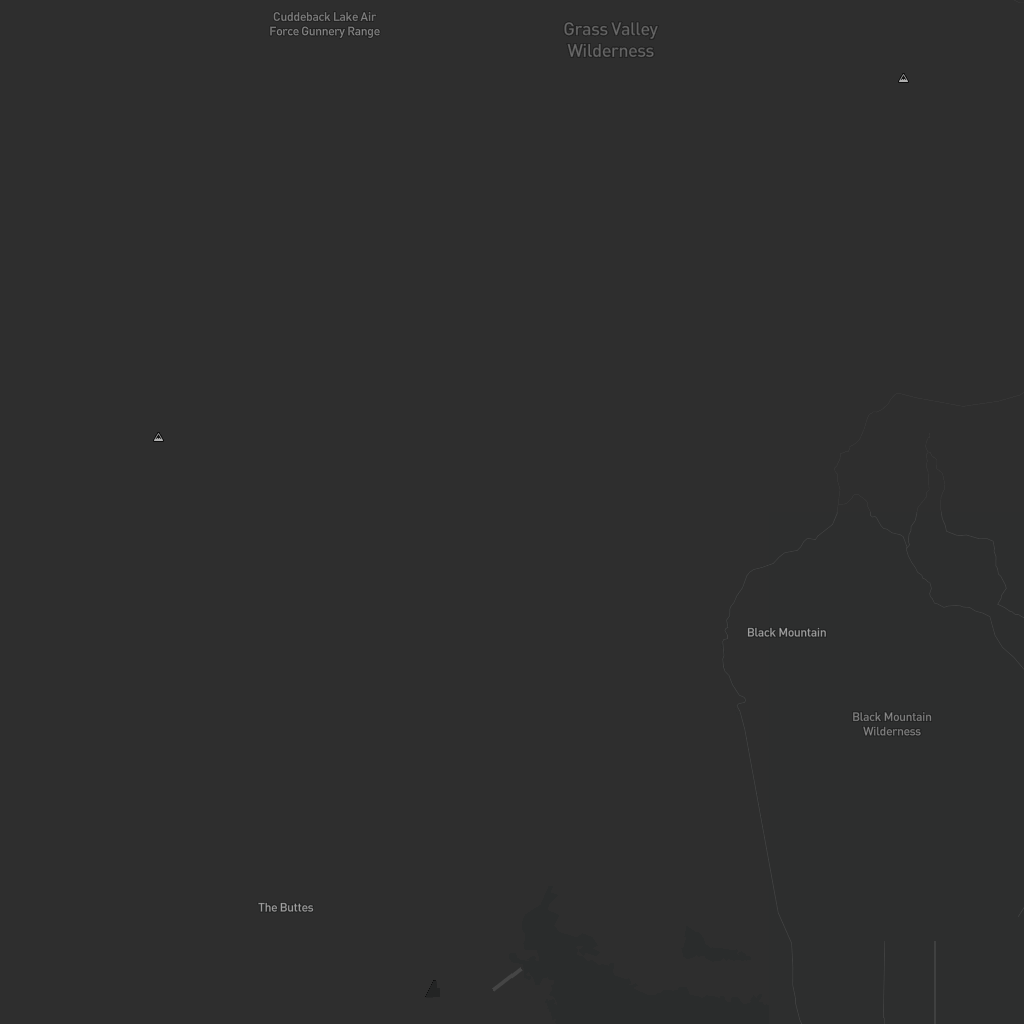 Cuddeback Lake Air
Force Gunnery Range
Grass Valley
Wilderness
Black Mountain
Black Mountain
Wilderness
The Buttes